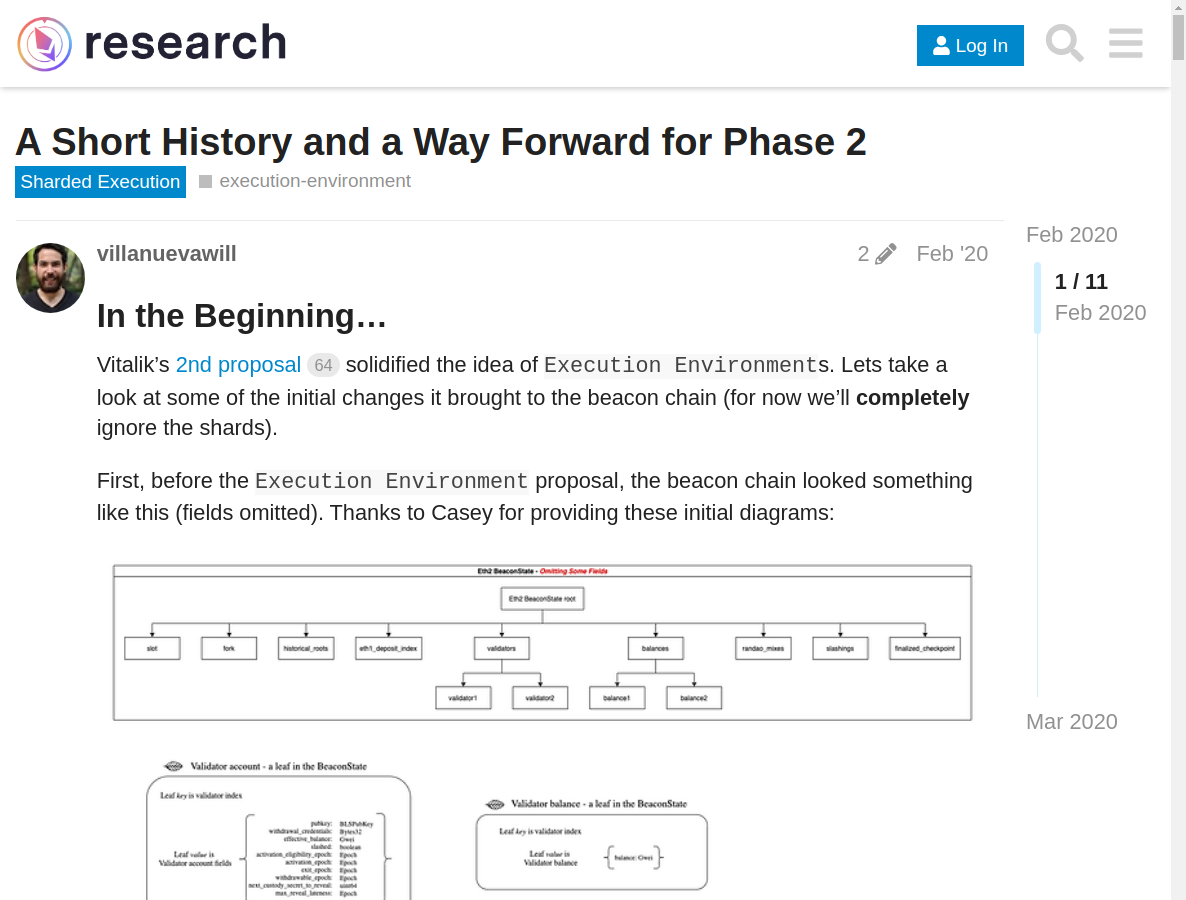 research
Log In
A Short History and a Way Forward for Phase 2
Sharded Execution execution-environment
villanuevawill 2 Feb '20
Feb 2020
1 / 11
Feb 2020
Mar 2020
In the Beginning…
Vitalik’s 2nd proposal 64 solidified the idea of Execution Environments. Lets take a
look at some of the initial changes it brought to the beacon chain (for now we’ll completely
ignore the shards).
First, before the Execution Environment proposal, the beacon chain looked something
like this (fields omitted). Thanks to Casey for providing these initial diagrams:
Eth2 BeaconState - Omitting Some Fields
Eth2 BeaconState root
slot fork historical_roots eth1_deposit_index validators balances randao_mixes slashings finalized_checkpoint
validator1 validator2 balance1 balance2
Validator account - a leaf in the BeaconState
Leaf key is validator index
Leaf value is
Validator account fields
pubkey: BLSPubKey
withdrawal_credentials: Bytes32
effective_balance: Gwei
slashed: boolean
activation_eligibility_epoch: Epoch
activation_epoch: Epoch
exit_epoch: Epoch
withdrawable_epoch: Epoch
next_custody_secret_to_reveal: uint64
max_reveal_lateness: Epoch
Validator balance - a leaf in the BeaconState
Leaf key is validator index
Leaf value is
Validator balance
balance: Gwei